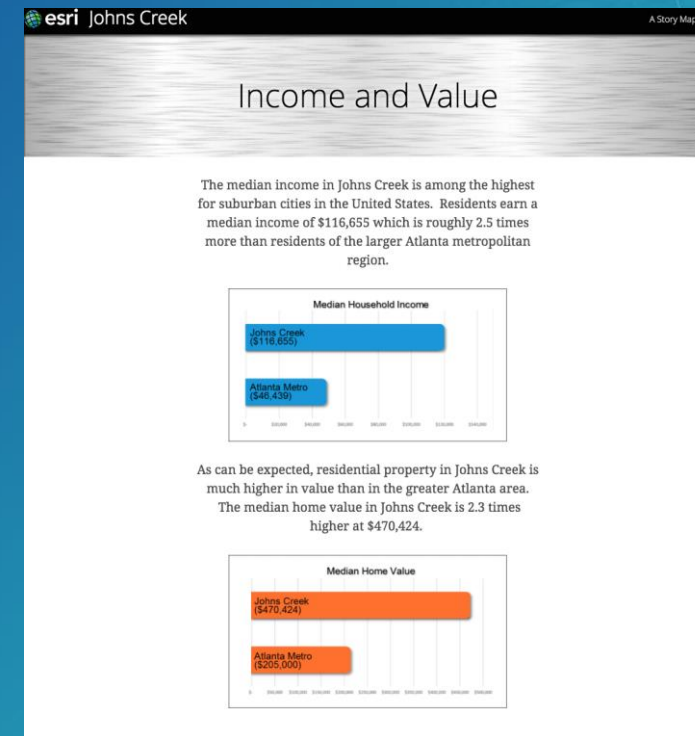 esri Johns Creek
A Story Map
Income and Value
The median income in Johns Creek is among the highest
for suburban cities in the United States. Residents earn a
median income of $116,655 which is roughly 2.5 times
more than residents of the larger Atlanta metropolitan
region.
Median Household Income
Johns Creek
($116,655)
Atlanta Metro
($46,439)
As can be expected, residential property in Johns Creek is
much higher in value than in the greater Atlanta area.
The median home value in Johns Creek is 2.3 times
higher at $470,424.
Median Home Value
Johns Creek
($470,424)
Atlanta Metro
($205,000)